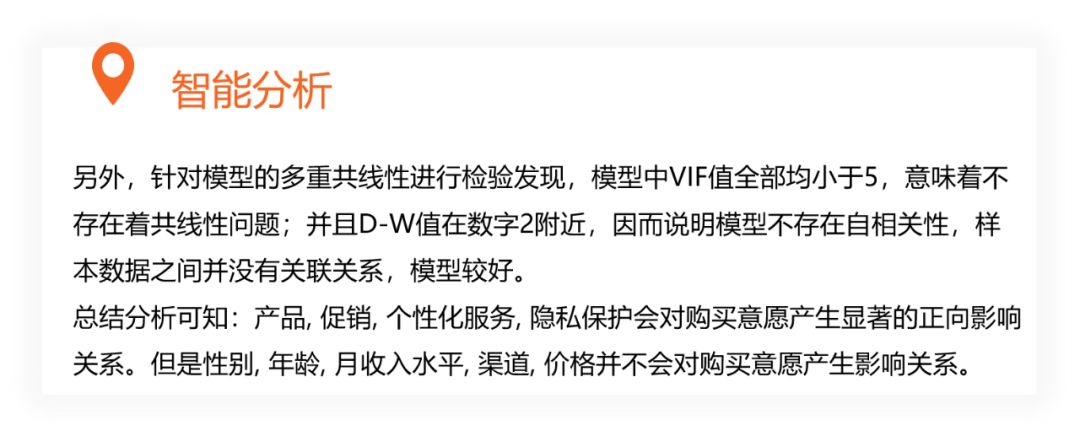 智能分析
另外，针对模型的多重共线性进行检验发现，模型中VIF值全部均小于5，意味着不
存在着共线性问题；并且D-W值在数字2附近，因而说明模型不存在自相关性，样
本数据之间并没有关联关系，模型较好。
总结分析可知：产品, 促销, 个性化服务, 隐私保护会对购买意愿产生显著的正向影响
关系。但是性别, 年龄, 月收入水平, 渠道, 价格并不会对购买意愿产生影响关系。